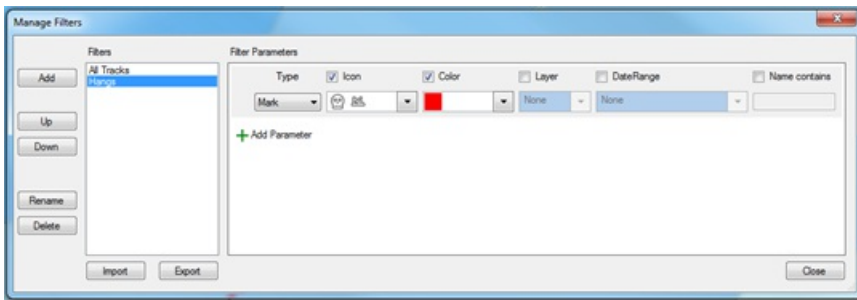 Manage Filters
Filters
Filter Parameters
Add
All Tracks
Hangs
Type
Icon
Color
Layer
DateRange
Name contains
Mark
None
None
Up
Add Parameter
Down
Rename
Delete
Import
Export
Close